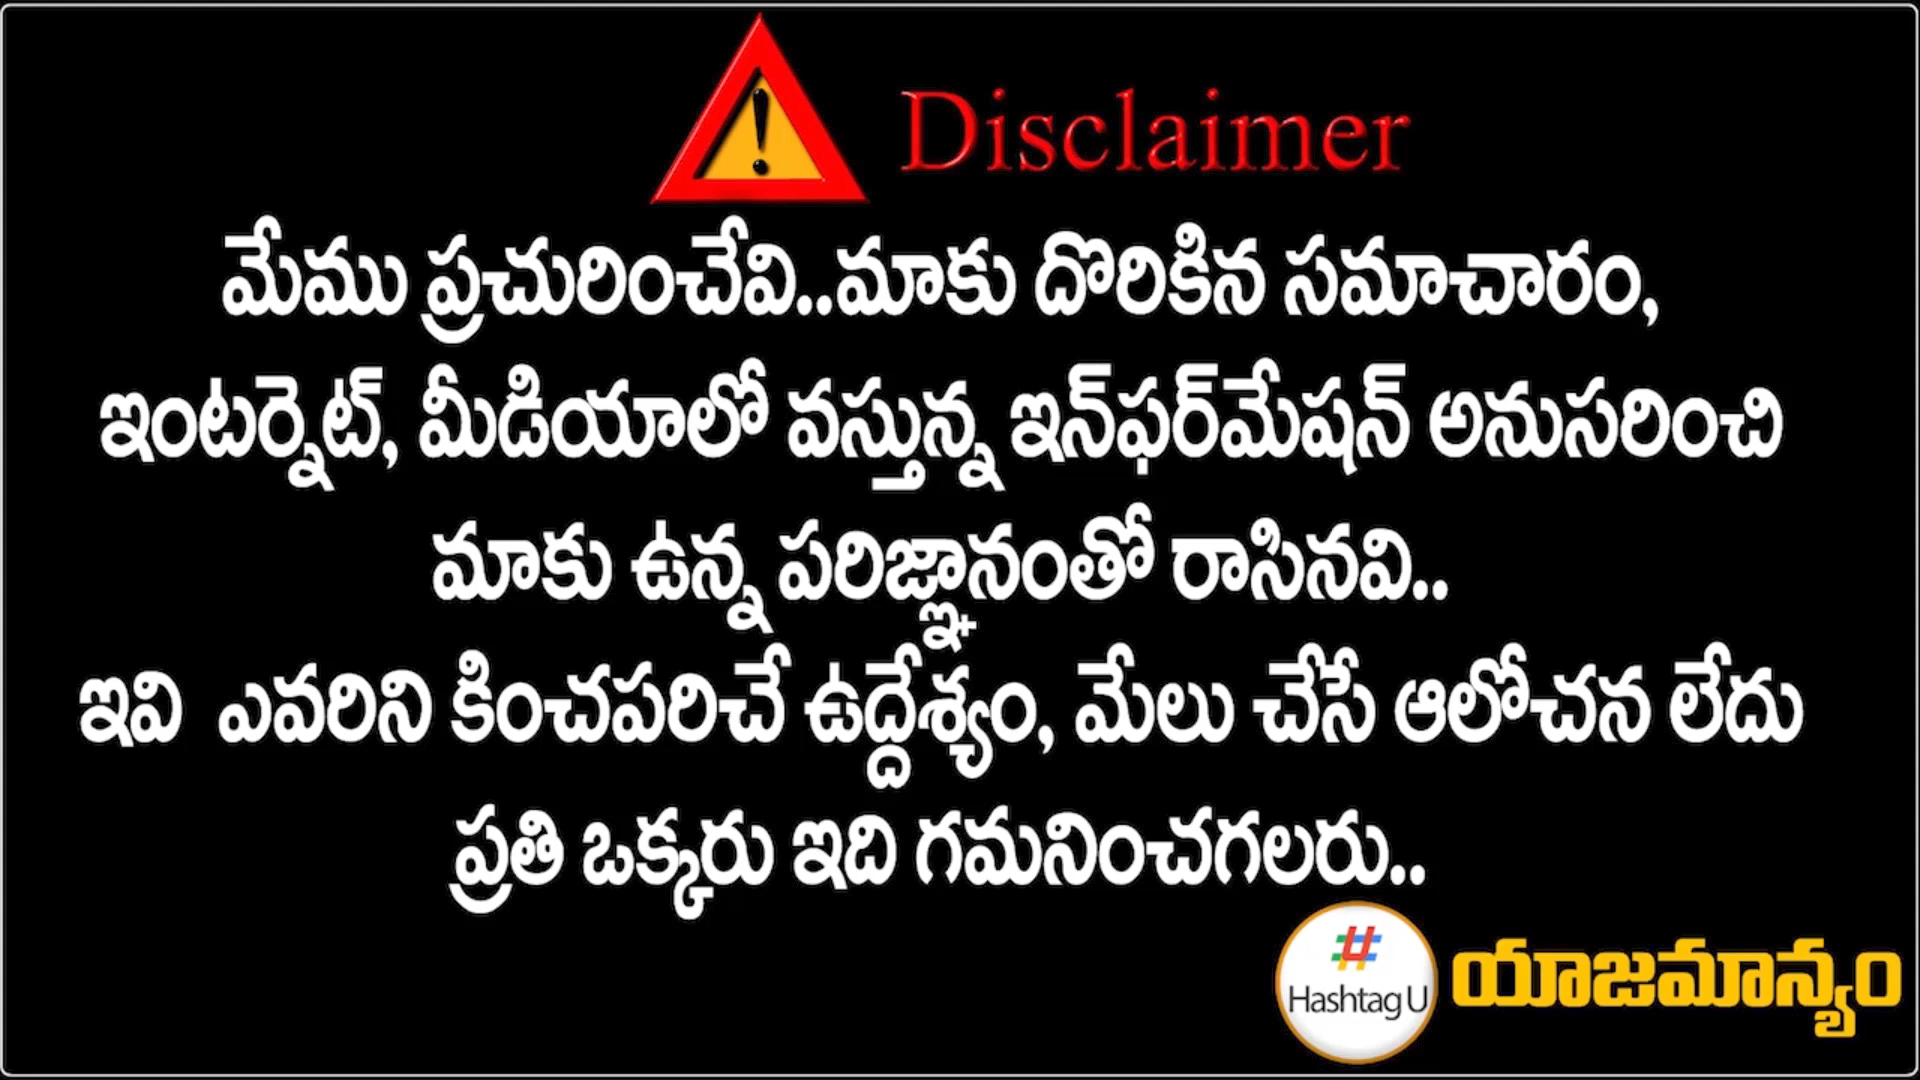 Disclaimer
మేము ప్రచురించేవి..మాకు దొరికిన సమాచారం,
ఇంటర్నెట్, మీడియాలో వస్తున్న ఇన్‌ఫర్‌మేషన్ అనుసరించి
మాకు ఉన్న పరిజ్ఞానంతో రాసినవి..
ఇవి ఎవరిని కించపరిచే ఉద్దేశ్యం, మేలు చేసే ఆలోచన లేదు
ప్రతి ఒక్కరు ఇది గమనించగలరు..
Hashtag U
యాజమాన్యం